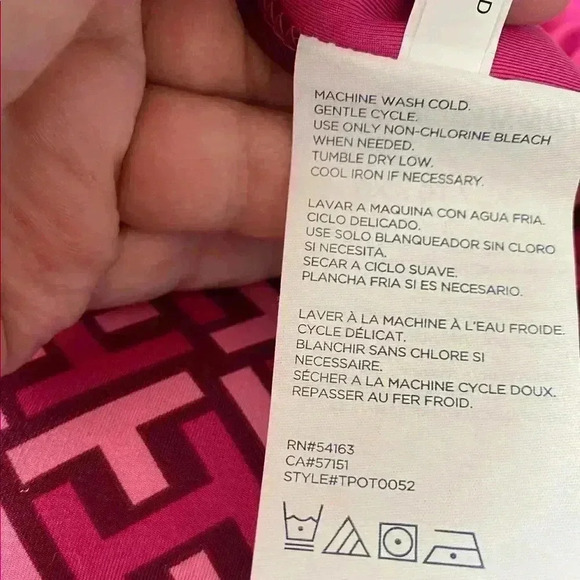 D
MACHINE WASH COLD.
GENTLE CYCLE.
USE ONLY NON-CHLORINE BLEACH
WHEN NEEDED.
TUMBLE DRY LOW.
COOL IRON IF NECESSARY.
LAVAR A MAQUINA CON AGUA FRIA.
CICLO DELICADO.
USE SOLO BLANQUEADOR SIN CLORO
SI NECESITA.
SECAR A CICLO SUAVE.
PLANCHA FRIA SI ES NECESARIO.
LAVER À LA MACHINE À L'EAU FROIDE.
CYCLE DÉLICAT.
BLANCHIR SANS CHLORE SI
NECESSAIRE.
SÉCHER A LA MACHINE CYCLE DOUX.
REPASSER AU FER FROID.
RN#54163
CA#57151
STYLE#TPOT0052